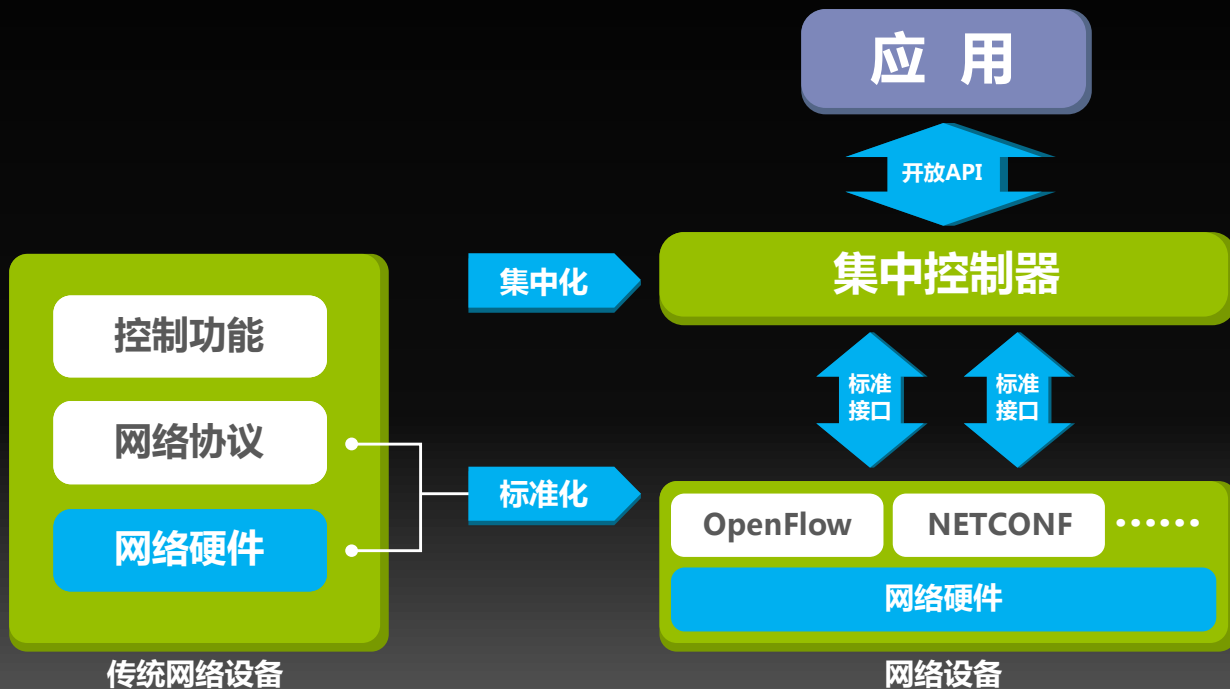 应 用
开放API
集中化
集中控制器
控制功能
标准
接口
标准
接口
网络协议
标准化
OpenFlow
NETCONF
······
网络硬件
网络硬件
传统网络设备
网络设备